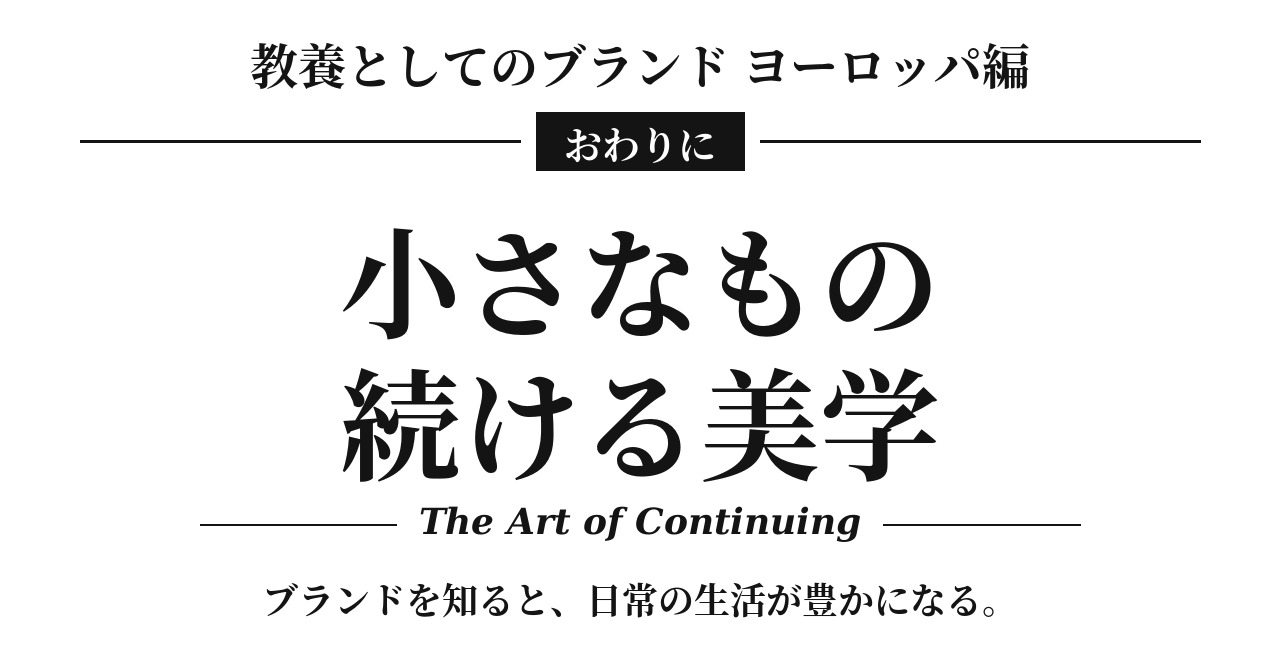 教養としてのブランド ヨーロッパ編
おわりに
小さなもの
続ける美学
The Art of Continuing
ブランドを知ると、日常の生活が豊かになる。